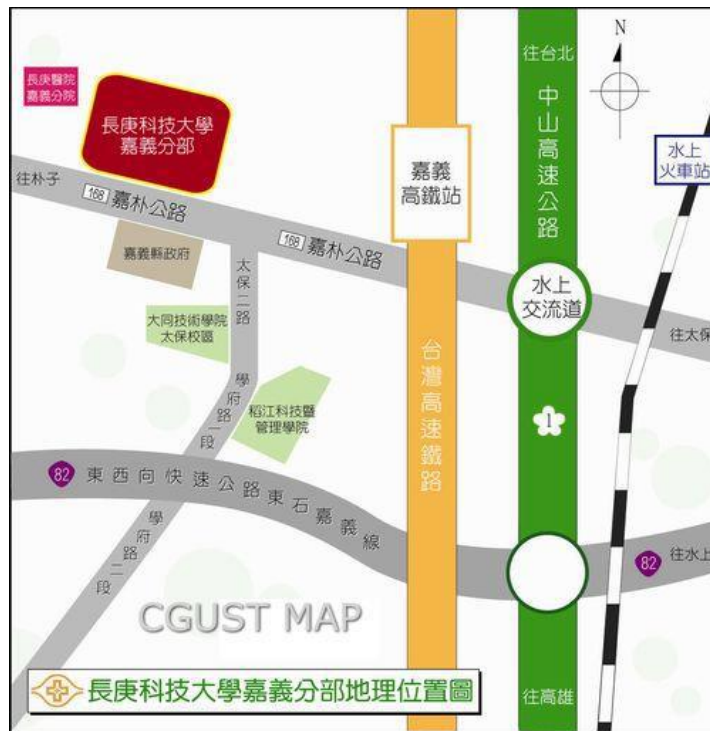 往台北
N
長庚醫院
嘉義分院
長庚科技大學
嘉義分部
中山高速公路
嘉義
高鐵站
水上
火車站
往朴子
168 嘉朴公路
嘉義縣政府
太保二路
168 嘉朴公路
水上
交流道
大同技術學院
太保校區
往太保
台灣高速鐵路
學府路一段
稻江科技暨
管理學院
1
82 東西向快速公路東石嘉義線
學府路二段
82 往水上
CGUST MAP
長庚科技大學嘉義分部地理位置圖
往高雄